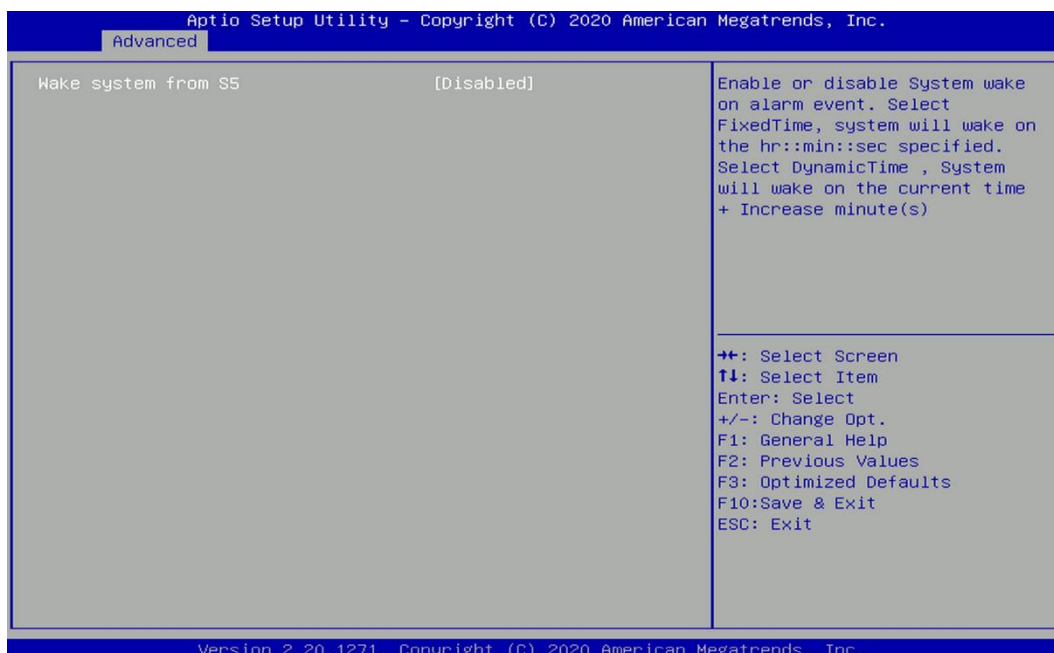 Aptio Setup Utility – Copyright (C) 2020 American Megatrends, Inc.
Advanced
Wake system from S5 [Disabled]
Enable or disable System wake
on alarm event. Select
FixedTime, system will wake on
the hr::min::sec specified.
Select DynamicTime , System
will wake on the current time
+ Increase minute(s)
→←: Select Screen
↑↓: Select Item
Enter: Select
+/-: Change Opt.
F1: General Help
F2: Previous Values
F3: Optimized Defaults
F10:Save & Exit
ESC: Exit
Version 2.20.1271. Copyright (C) 2020 American Megatrends, Inc.